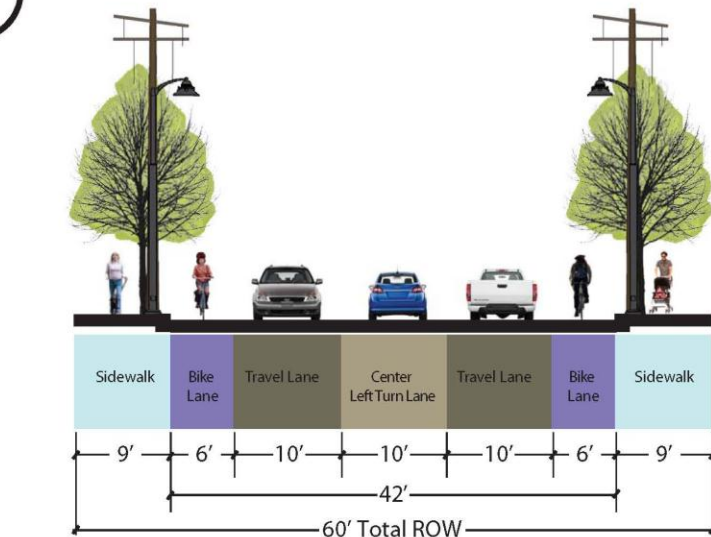 Sidewalk
Bike
Lane
Travel Lane
Center
Left Turn Lane
Travel Lane
Bike
Lane
Sidewalk
9' 6' 10' 10' 10' 6' 9'
42'
60' Total ROW